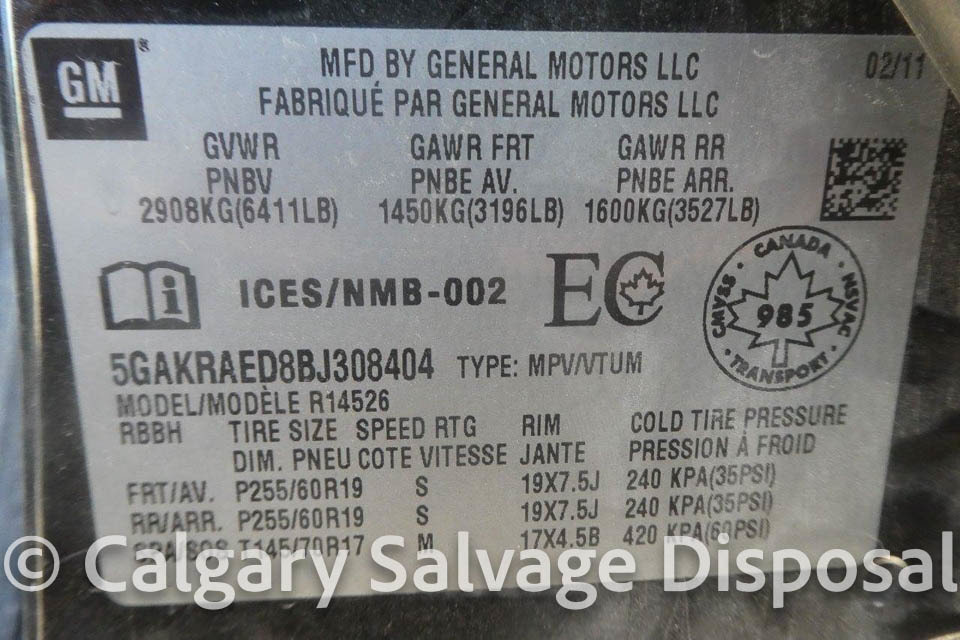 GM
MFD BY GENERAL MOTORS LLC 02/11
FABRIQUÉ PAR GENERAL MOTORS LLC
GVWR GAWR FRT GAWR RR
PNBV PNBE AV. PNBE ARR.
2908KG(6411LB) 1450KG(3196LB) 1600KG(3527LB)
i ICES/NMB-002 EC
CANADA
CMVSS NSVAC
985
TRANSPORT
5GAKRAED8BJ308404 TYPE: MPV/VTUM
MODEL/MODÈLE R14526
RBBH TIRE SIZE SPEED RTG RIM COLD TIRE PRESSURE
DIM. PNEU COTE VITESSE JANTE PRESSION À FROID
FRT/AV. P255/60R19 S 19X7.5J 240 KPA(35PSI)
RR/ARR. P255/60R19 S 19X7.5J 240 KPA(35PSI)
SPA/SOS T145/70R17 M 17X4.5B 420 KPA(60PSI)
© Calgary Salvage Disposal